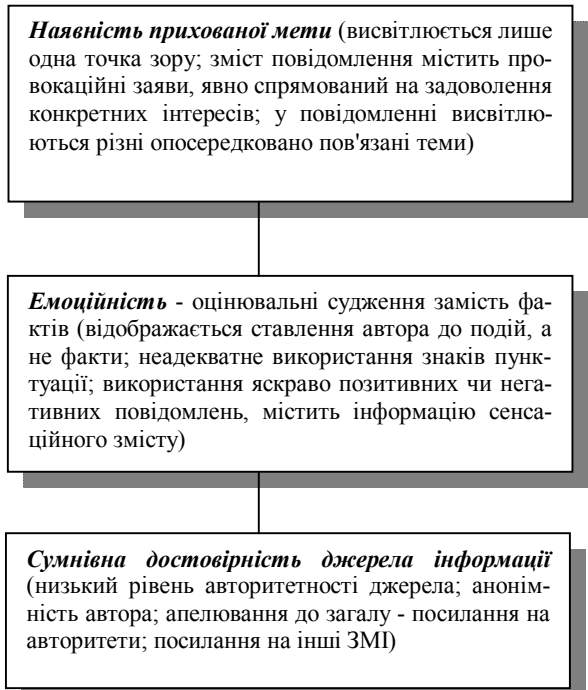 Наявність прихованої мети (висвітлюється лише
одна точка зору; зміст повідомлення містить про-
вокаційні заяви, явно спрямований на задоволення
конкретних інтересів; у повідомленні висвітлю-
ються різні опосередковано пов'язані теми)
Емоційність - оцінювальні судження замість фа-
ктів (відображається ставлення автора до подій, а
не факти; неадекватне використання знаків пунк-
туації; використання яскраво позитивних чи нега-
тивних повідомлень, містить інформацію сенса-
ційного змісту)
Сумнівна достовірність джерела інформації
(низький рівень авторитетності джерела; анонім-
ність автора; апелювання до загалу - посилання на
авторитети; посилання на інші ЗМІ)